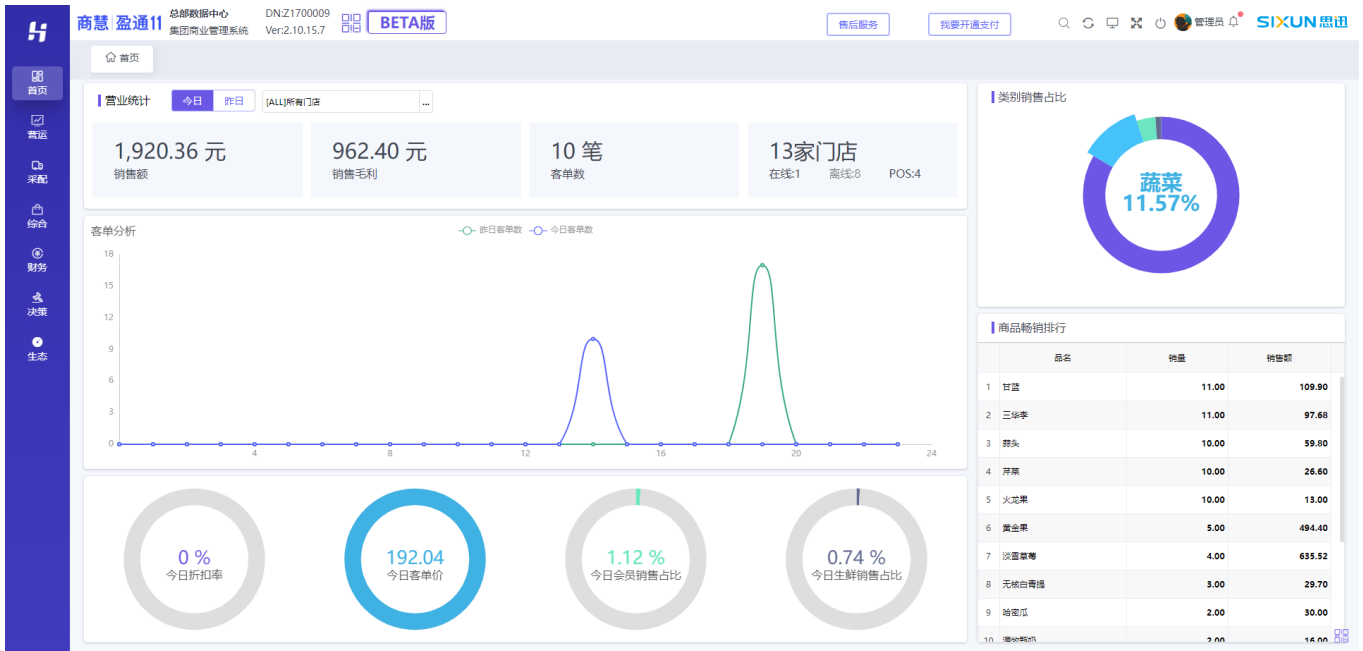 商慧 盈通11
总部数据中心
集团商业管理系统
DN:Z1700009
Ver:2.10.15.7
BETA版
售后服务
我要开通支付
管理员
SIXUN思迅
首页
首页
营运
采配
综合
财务
决策
生态
营业统计
今日
昨日
[ALL]所有门店
...
1,920.36 元
销售额
962.40 元
销售毛利
10 笔
客单数
13家门店
在线:1 离线:8 POS:4
客单分析
昨日客单数 今日客单数
18
15
12
9
6
3
0
4 8 12 16 20 24
0 %
今日折扣率
192.04
今日客单价
1.12 %
今日会员销售占比
0.74 %
今日生鲜销售占比
类别销售占比
蔬菜
11.57%
商品畅销排行
品名 销量 销售额
1 甘蓝 11.00 109.90
2 三华李 11.00 97.68
3 蒜头 10.00 59.80
4 芹菜 10.00 26.60
5 火龙果 10.00 13.00
6 黄金果 5.00 494.40
7 淡雪草莓 4.00 635.52
8 无核白青提 3.00 29.70
9 哈密瓜 2.00 30.00
10 2.00 16.00